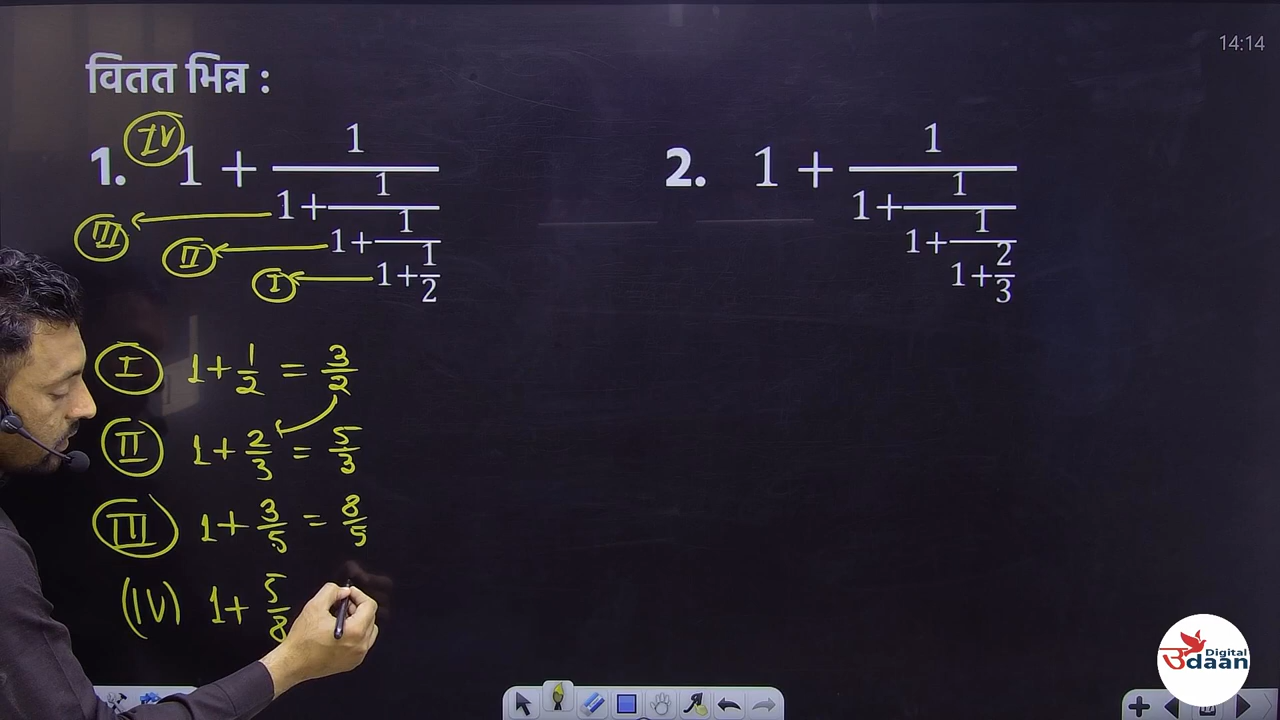 14:14
वितत भिन्न :
IV
1. 1 + 1/(1+1/(1+1/(1+1/2)))
III
II
I
2. 1 + 1/(1+1/(1+1/(1+2/3)))
I 1+1/2 = 3/2
II 1+2/3 = 5/3
III 1+3/5 = 8/5
(IV) 1+5/8
Digital
उdaan